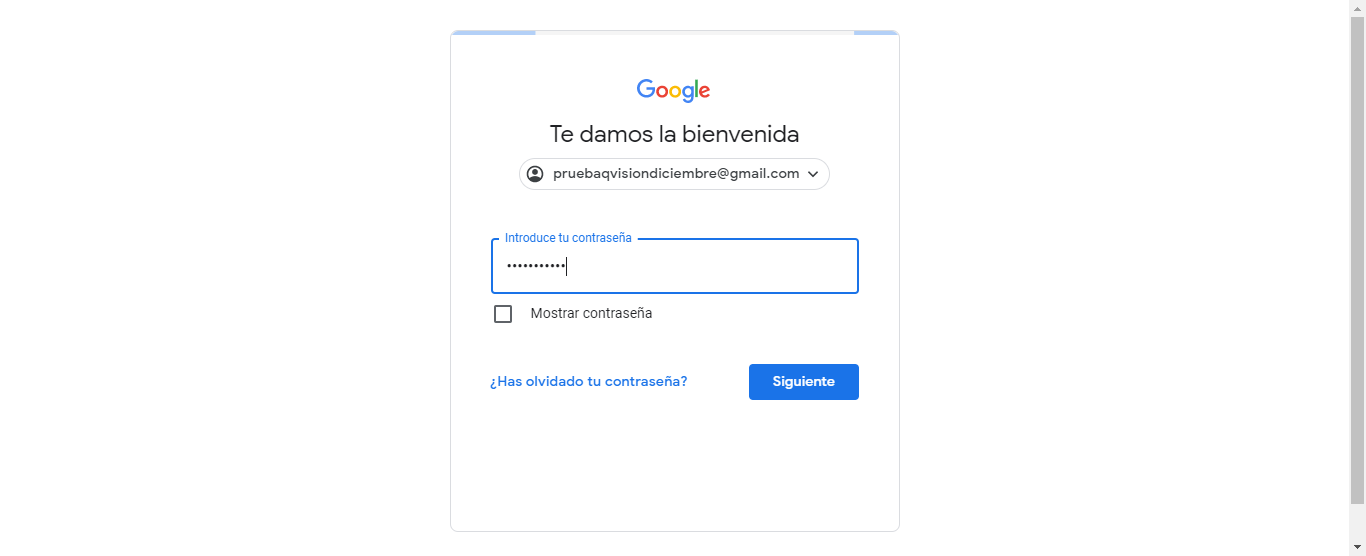 Google
Te damos la bienvenida
pruebaqvisiondiciembre@gmail.com
Introduce tu contraseña
•••••••••••
Mostrar contraseña
¿Has olvidado tu contraseña?
Siguiente